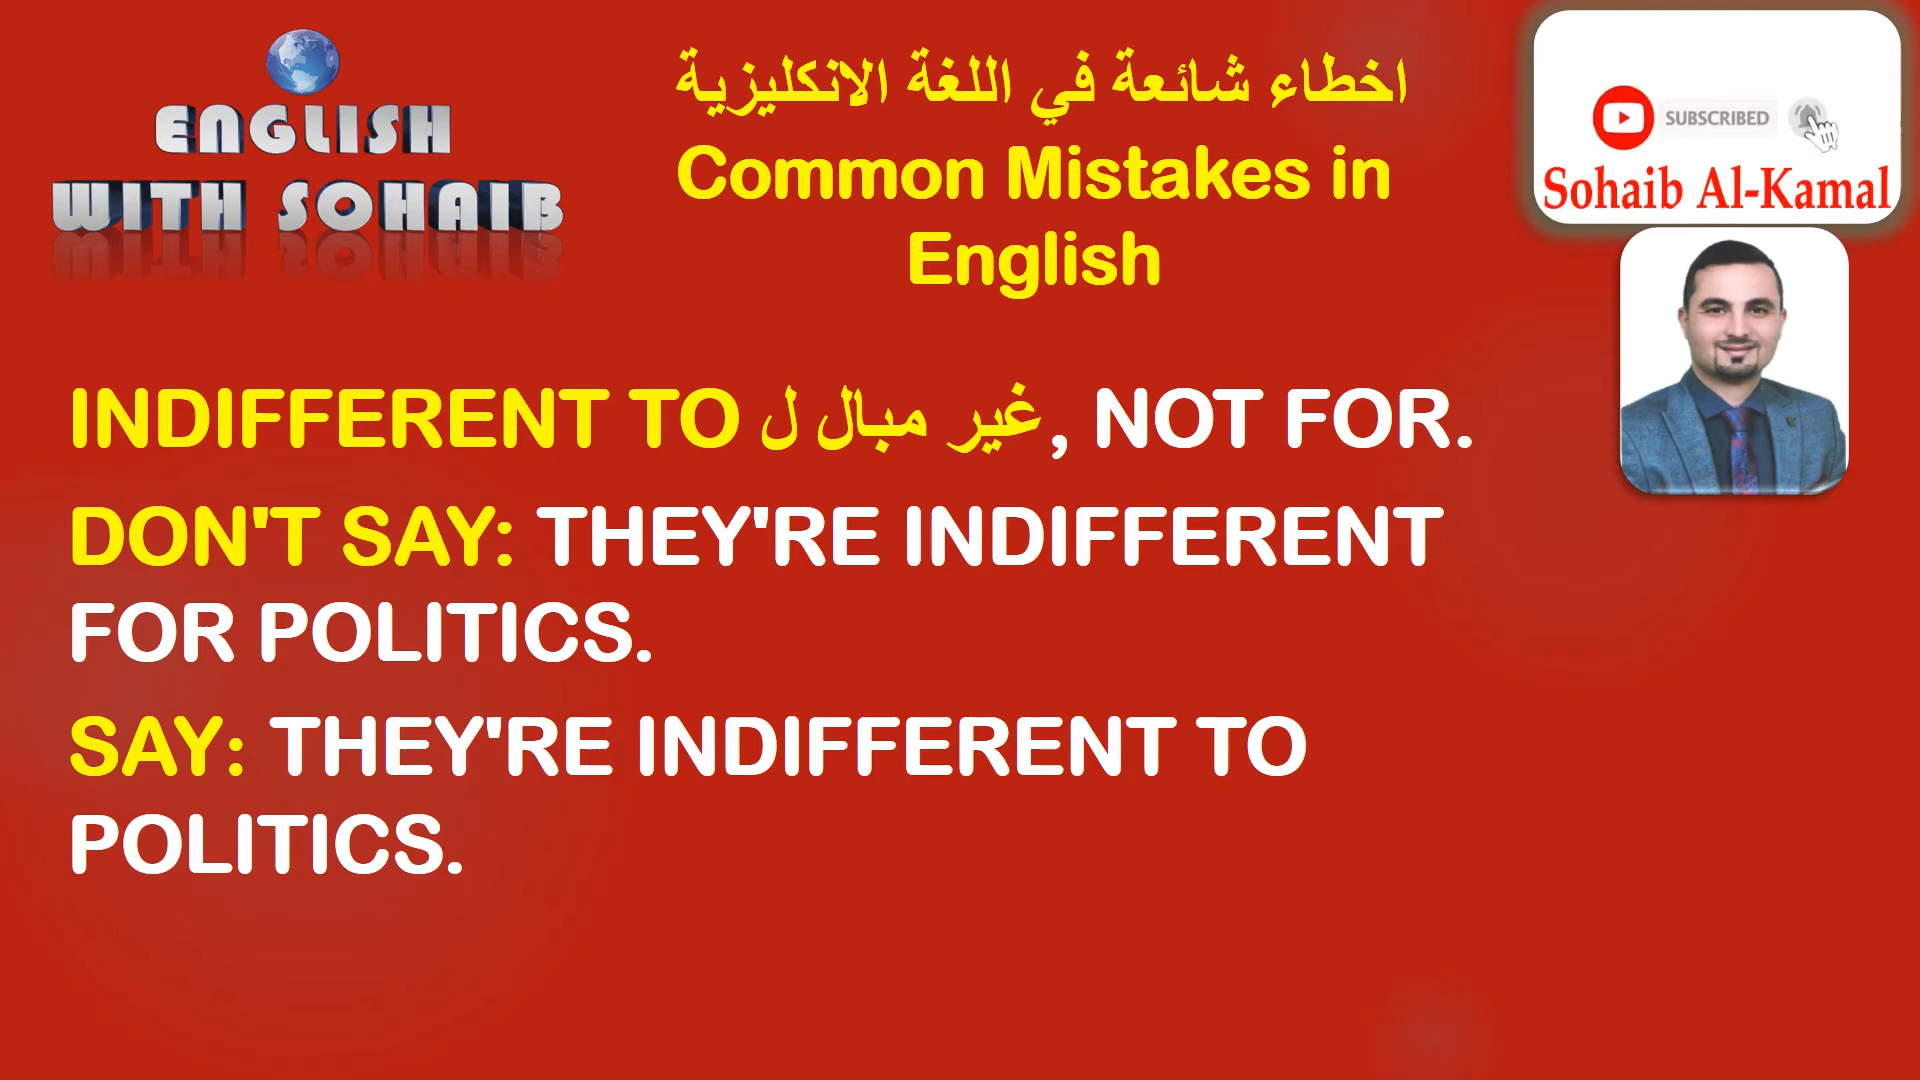 ENGLISH
WITH SOHAIB
اخطاء شائعة في اللغة الانكليزية
Common Mistakes in
English
SUBSCRIBED
Sohaib Al-Kamal
INDIFFERENT TO غير مبال ل, NOT FOR.
DON'T SAY: THEY'RE INDIFFERENT
FOR POLITICS.
SAY: THEY'RE INDIFFERENT TO
POLITICS.